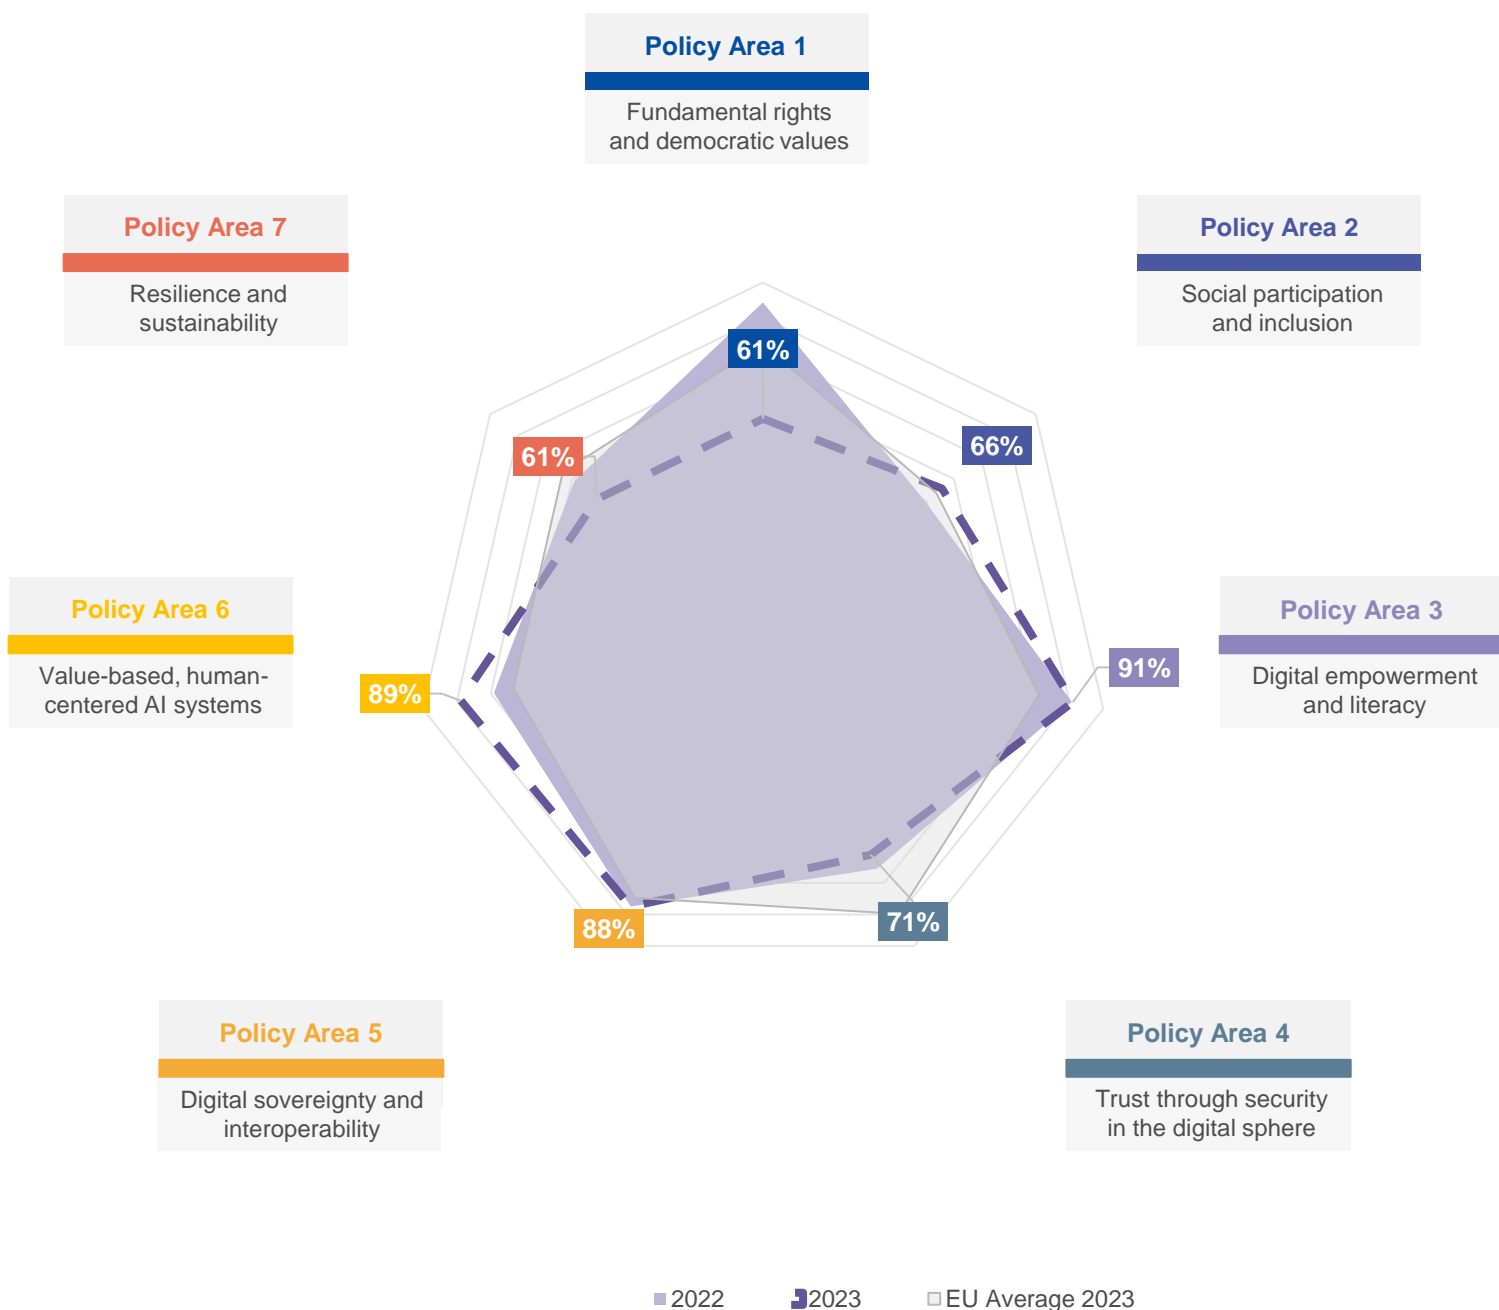 Policy Area 1
Fundamental rights
and democratic values
Policy Area 7
Resilience and
sustainability
Policy Area 2
Social participation
and inclusion
61%
61%
66%
Policy Area 6
Value-based, human-
centered AI systems
89%
91%
Policy Area 3
Digital empowerment
and literacy
88%
71%
Policy Area 5
Digital sovereignty and
interoperability
Policy Area 4
Trust through security
in the digital sphere
2022
2023
EU Average 2023